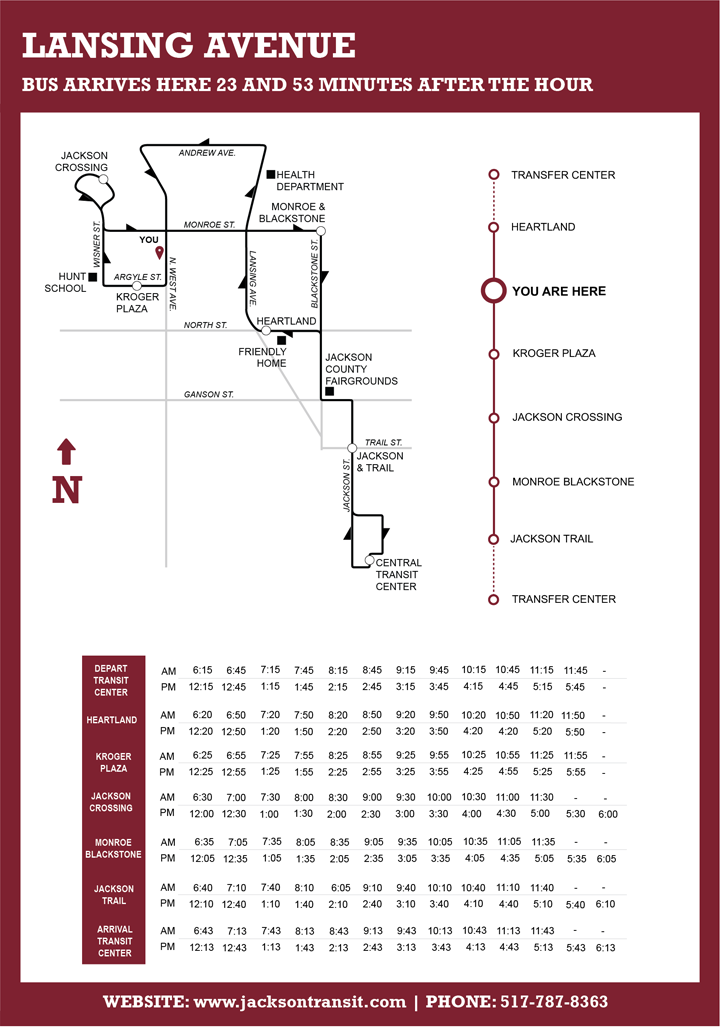 LANSING AVENUE
BUS ARRIVES HERE 23 AND 53 MINUTES AFTER THE HOUR
JACKSON
CROSSING
ANDREW AVE.
HEALTH
DEPARTMENT
MONROE &
BLACKSTONE
MONROE ST.
YOU
WISNER ST.
HUNT
SCHOOL
ARGYLE ST.
KROGER
PLAZA
N. WEST AVE.
LANSING AVE.
BLACKSTONE ST.
NORTH ST.
HEARTLAND
FRIENDLY
HOME
JACKSON
COUNTY
FAIRGROUNDS
GANSON ST.
TRAIL ST.
JACKSON
& TRAIL
JACKSON ST.
CENTRAL
TRANSIT
CENTER
N
TRANSFER CENTER
HEARTLAND
YOU ARE HERE
KROGER PLAZA
JACKSON CROSSING
MONROE BLACKSTONE
JACKSON TRAIL
TRANSFER CENTER
DEPART
TRANSIT
CENTER
AM 6:15 6:45 7:15 7:45 8:15 8:45 9:15 9:45 10:15 10:45 11:15 11:45 -
PM 12:15 12:45 1:15 1:45 2:15 2:45 3:15 3:45 4:15 4:45 5:15 5:45 -
HEARTLAND
AM 6:20 6:50 7:20 7:50 8:20 8:50 9:20 9:50 10:20 10:50 11:20 11:50 -
PM 12:20 12:50 1:20 1:50 2:20 2:50 3:20 3:50 4:20 4:20 5:20 5:50 -
KROGER
PLAZA
AM 6:25 6:55 7:25 7:55 8:25 8:55 9:25 9:55 10:25 10:55 11:25 11:55 -
PM 12:25 12:55 1:25 1:55 2:25 2:55 3:25 3:55 4:25 4:55 5:25 5:55 -
JACKSON
CROSSING
AM 6:30 7:00 7:30 8:00 8:30 9:00 9:30 10:00 10:30 11:00 11:30 - -
PM 12:00 12:30 1:00 1:30 2:00 2:30 3:00 3:30 4:00 4:30 5:00 5:30 6:00
MONROE
BLACKSTONE
AM 6:35 7:05 7:35 8:05 8:35 9:05 9:35 10:05 10:35 11:05 11:35 - -
PM 12:05 12:35 1:05 1:35 2:05 2:35 3:05 3:35 4:05 4:35 5:05 5:35 6:05
JACKSON
TRAIL
AM 6:40 7:10 7:40 8:10 6:05 9:10 9:40 10:10 10:40 11:10 11:40 - -
PM 12:10 12:40 1:10 1:40 2:10 2:40 3:10 3:40 4:10 4:40 5:10 5:40 6:10
ARRIVAL
TRANSIT
CENTER
AM 6:43 7:13 7:43 8:13 8:43 9:13 9:43 10:13 10:43 11:13 11:43 - -
PM 12:13 12:43 1:13 1:43 2:13 2:43 3:13 3:43 4:13 4:43 5:13 5:43 6:13
WEBSITE: www.jacksontransit.com | PHONE: 517-787-8363